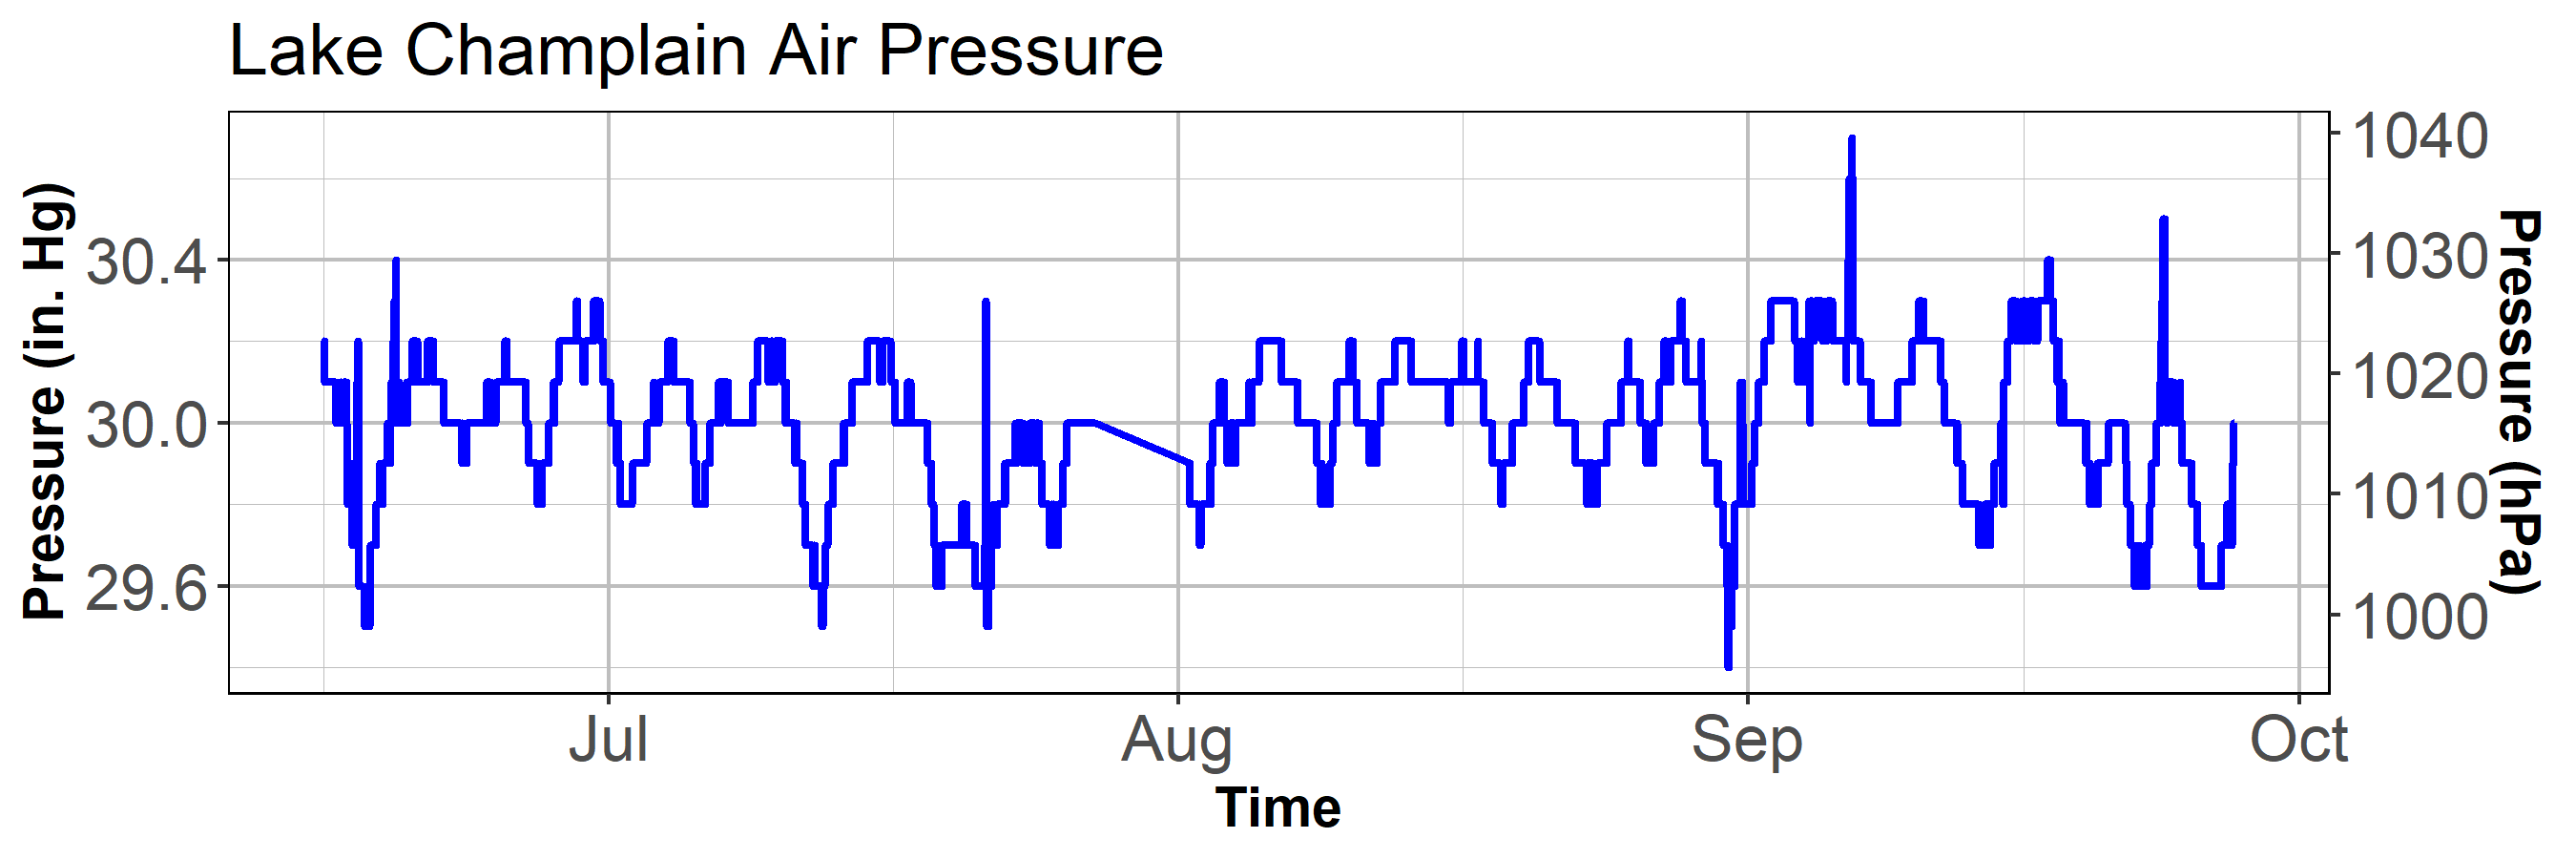 Lake Champlain Air Pressure
Pressure (in. Hg)
30.4
30.0
29.6
1040
1030
1020
1010
1000
Pressure (hPa)
Jul
Aug
Sep
Oct
Time